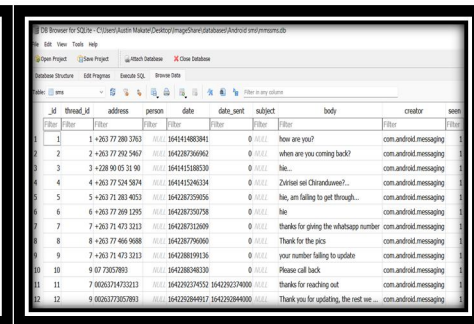 DB Browser for SQLite - C:\Users\Austin Makate\Desktop\ImageShare\databases\Android sms\mmssms.db
File Edit View Tools Help
Open Project Save Project Attach Database Close Database
Database Structure Edit Pragmas Execute SQL Browse Data
Table: sms Filter in any column
_id thread_id address person date date_sent subject body creator seen
Filter Filter Filter Filter Filter Filter Filter Filter Filter Filter
1 1 1 +263 77 280 3763 NULL 1641414883841 0 NULL how are you? com.android.messaging 1
2 2 2 +263 77 292 5467 NULL 1642287366962 0 NULL when are you coming back? com.android.messaging 1
3 3 3 +228 90 05 31 90 NULL 1641415188530 0 NULL hie... com.android.messaging 1
4 4 4 +263 77 524 5874 NULL 1641415246334 0 NULL Zvirisei sei Chiranduwee?... com.android.messaging 1
5 5 5 +263 71 283 4053 NULL 1642287359056 0 NULL hie, am failing to get through... com.android.messaging 1
6 6 6 +263 77 269 1295 NULL 1642287350758 0 NULL hie com.android.messaging 1
7 7 7 +263 71 473 3213 NULL 1642287312609 0 NULL thanks for giving the whatsapp number com.android.messaging 1
8 8 8 +263 77 466 9688 NULL 1642287796060 0 NULL Thank for the pics com.android.messaging 1
9 9 7 +263 71 473 3213 NULL 1642288199136 0 NULL your number failing to update com.android.messaging 1
10 10 9 07 73057893 NULL 1642288348330 0 NULL Please call back com.android.messaging 1
11 11 7 00263714733213 NULL 1642292374552 1642292374000 NULL thanks for reaching out com.android.messaging 1
12 12 9 00263773057893 NULL 1642292844917 1642292844000 NULL Thank you for updating, the rest we ... com.android.messaging 1